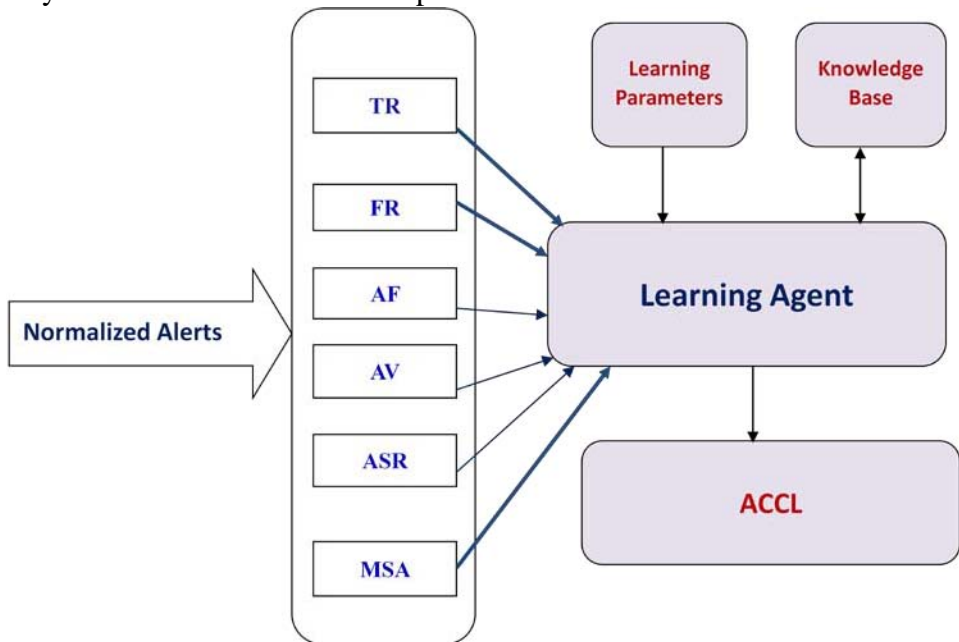 TR
FR
AF
AV
ASR
MSA
Normalized Alerts
Learning
Parameters
Knowledge
Base
Learning Agent
ACCL